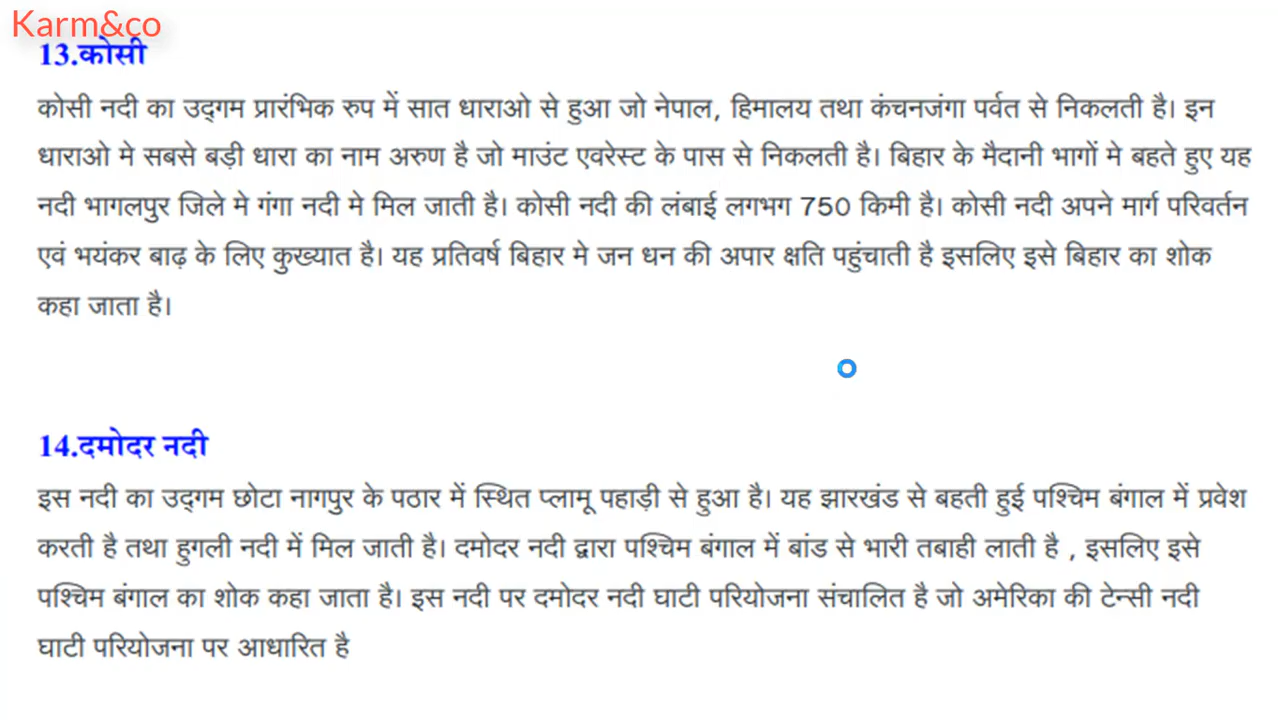 Karm&co
13.कोसी
कोसी नदी का उद्गम प्रारंभिक रुप में सात धाराओ से हुआ जो नेपाल, हिमालय तथा कंचनजंगा पर्वत से निकलती है। इन
धाराओ मे सबसे बड़ी धारा का नाम अरुण है जो माउंट एवरेस्ट के पास से निकलती है। बिहार के मैदानी भागों मे बहते हुए यह
नदी भागलपुर जिले मे गंगा नदी मे मिल जाती है। कोसी नदी की लंबाई लगभग 750 किमी है। कोसी नदी अपने मार्ग परिवर्तन
एवं भयंकर बाढ़ के लिए कुख्यात है। यह प्रतिवर्ष बिहार मे जन धन की अपार क्षति पहुंचाती है इसलिए इसे बिहार का शोक
कहा जाता है।
14.दमोदर नदी
इस नदी का उद्गम छोटा नागपुर के पठार में स्थित प्लामू पहाड़ी से हुआ है। यह झारखंड से बहती हुई पश्चिम बंगाल में प्रवेश
करती है तथा हुगली नदी में मिल जाती है। दमोदर नदी द्वारा पश्चिम बंगाल में बांड से भारी तबाही लाती है , इसलिए इसे
पश्चिम बंगाल का शोक कहा जाता है। इस नदी पर दमोदर नदी घाटी परियोजना संचालित है जो अमेरिका की टेन्सी नदी
घाटी परियोजना पर आधारित है